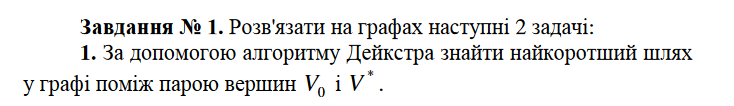 Завдання № 1. Розв'язати на графах наступні 2 задачі:
1. За допомогою алгоритму Дейкстра знайти найкоротший шлях
у графі поміж парою вершин V₀ і V*.